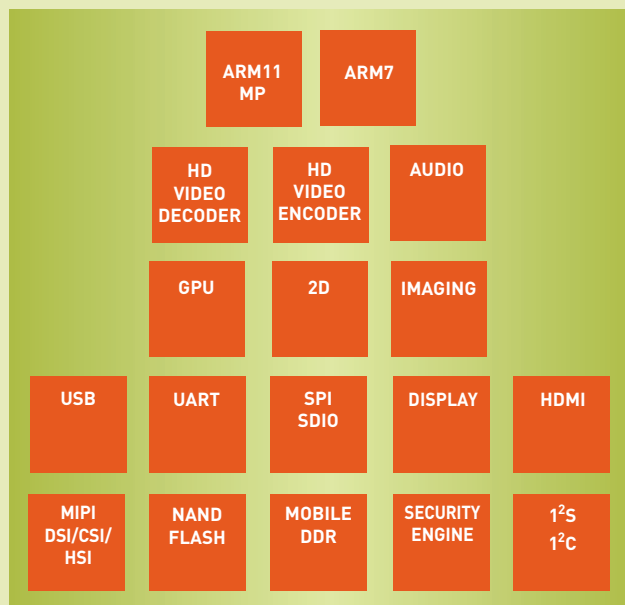 ARM11
MP
ARM7
HD
VIDEO
DECODER
HD
VIDEO
ENCODER
AUDIO
GPU
2D
IMAGING
USB
UART
SPI
SDIO
DISPLAY
HDMI
MIPI
DSI/CSI/
HSI
NAND
FLASH
MOBILE
DDR
SECURITY
ENGINE
1²S
1²C